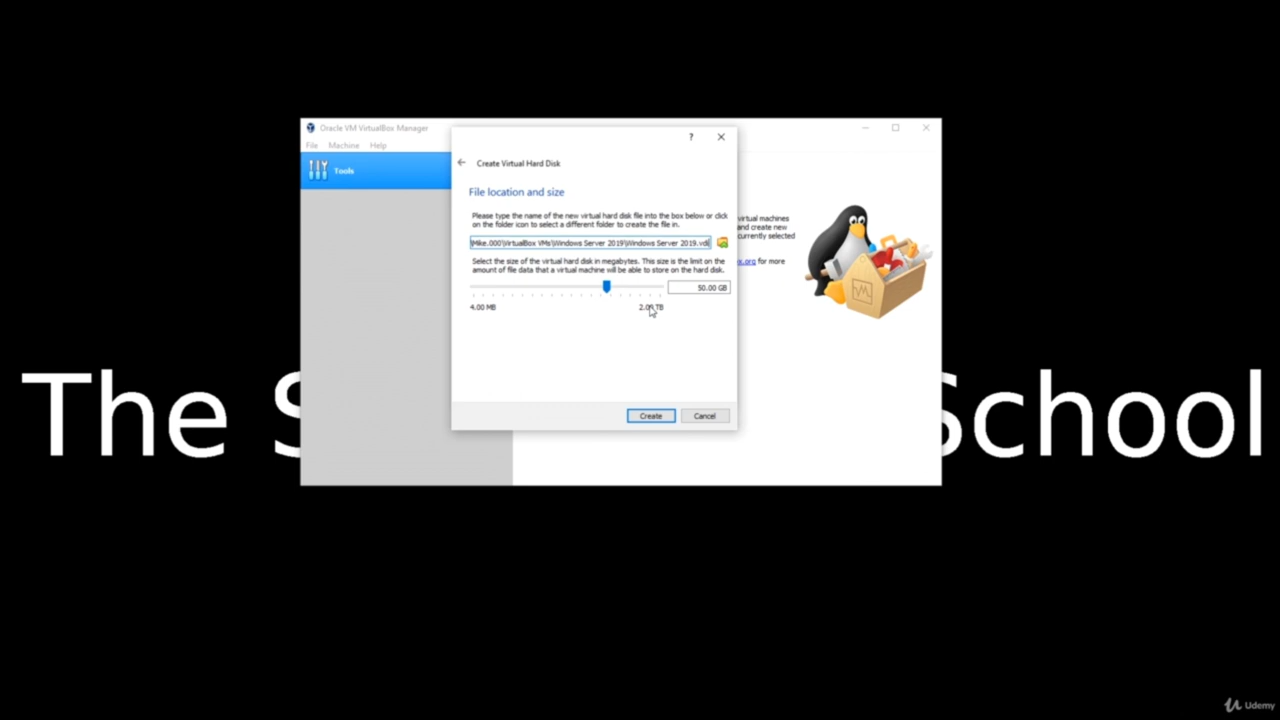 Oracle VM VirtualBox Manager
File Machine Help
Tools
?
Create Virtual Hard Disk
File location and size
Please type the name of the new virtual hard disk file into the box below or click
on the folder icon to select a different folder to create the file in.
\Mike.000\VirtualBox VMs\Windows Server 2019\Windows Server 2019.vdi
Select the size of the virtual hard disk in megabytes. This size is the limit on the
amount of file data that a virtual machine will be able to store on the hard disk.
50.00 GB
4.00 MB
2.00 TB
Create
Cancel
virtual machines
and create new
currently selected
x.org for more
The S
School
Udemy